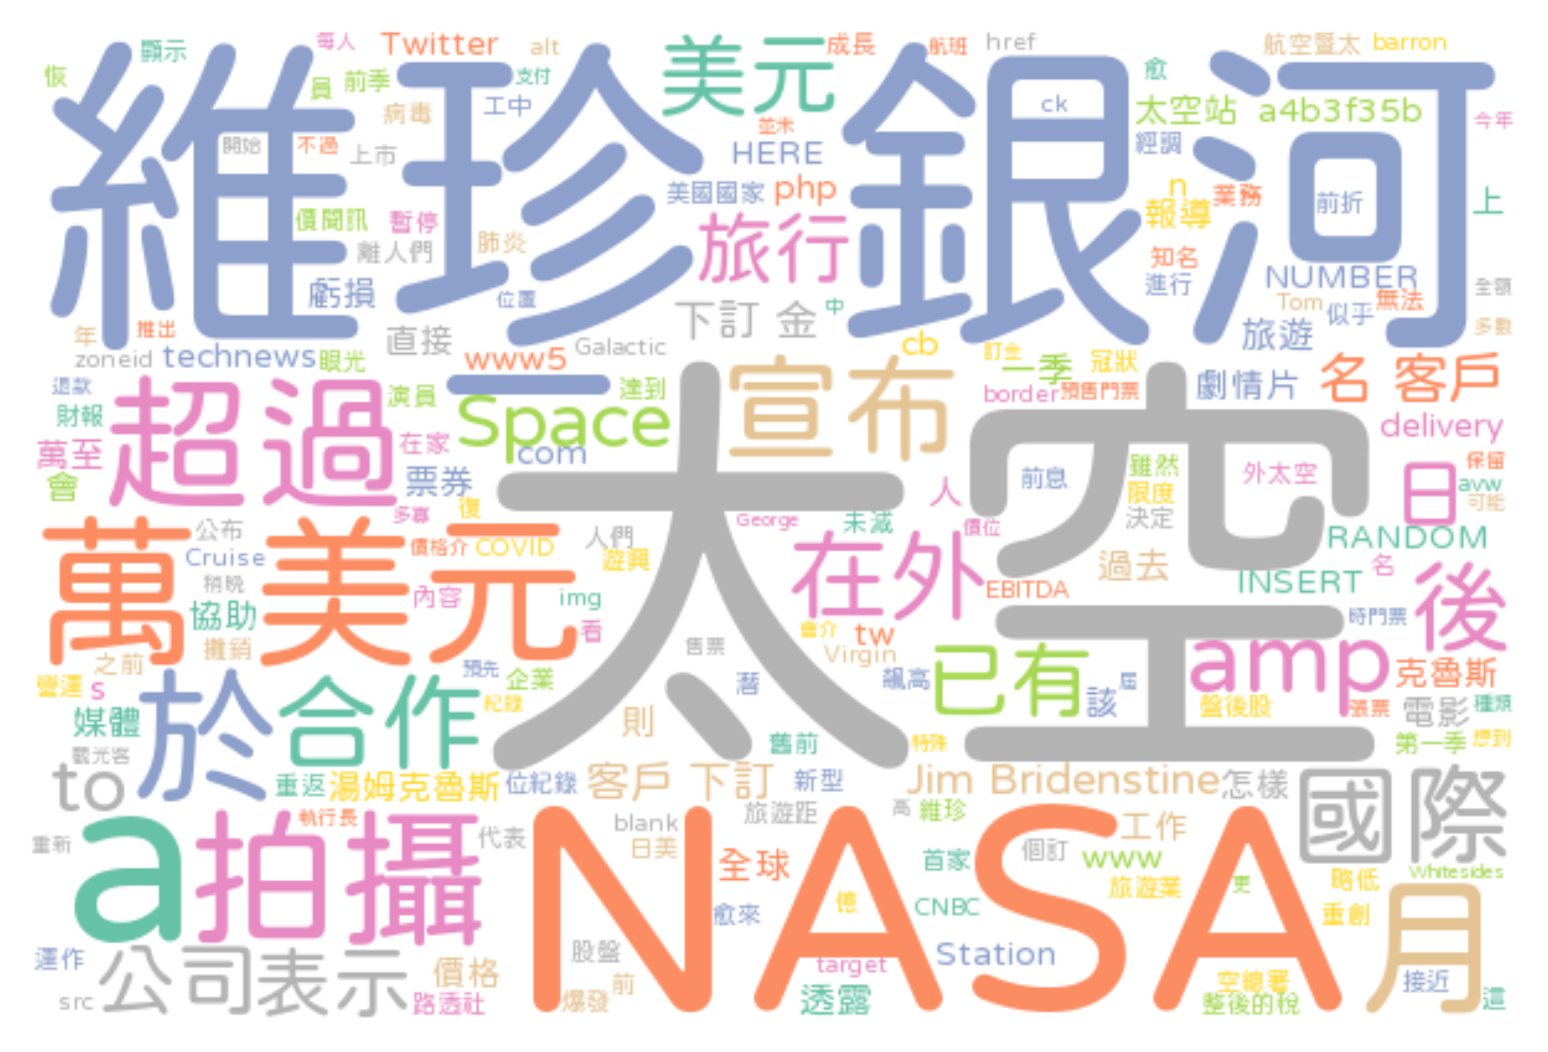 維珍銀河
太空
NASA
萬美元
超過
拍攝
a
月
國際
於
合作
公司表示
宣布
在外
後
amp
已有
Space
美元
旅行
名 客戶
日
to
一
顯示
每人
Twitter
alt
支付
成長
航班
href
航空暨太
barron
恢
員
前季
病毒
工中
愈
ck
太空站
a4b3f35b
今年
開始
不過
上市
並木
HERE
經調
美國國家
php
n
報導
業務
前折
上
價聞訊
暫停
離人們
肺炎
知名
進行
NUMBER
虧損
位置
下訂 金
中
Tom
似乎
無法
全額
多數
年
推出
zoneid
technews
眼光
直接
www5
Galactic
cb
旅遊
訂金
一季
冠狀
退款
財報
演員
達到
border
預售門票
劇情片
delivery
萬至
在家
com
會
票券
人
前息
雖然
限度
決定
外太空
保留
avw
可能
多寡
復
George
未減
價位
公布
Cruise
稍晚
價格介
COVID
人們
遊興
過去
RANDOM
INSERT
名
協助
內容
img
EBITDA
時門票
攤銷
看
會介
tw
售票
Virgin
之前
營運
s
預先
企業
紀錄
潛
飆高
該
屆
克魯斯
盤後股
張票
電影
種類
媒體
則
舊前
特殊
第一季
想到
觀光客
重返
湯姆克魯斯
位紀錄
客戶 下訂
新型
Jim Bridenstine
怎樣
重新
執行長
代表
blank
旅遊距
高
維珍
工作
日美
全球
首家
個訂
www
Whitesides
愈來
億
CNBC
旅遊業
更
略低
重創
運作
股盤
Station
src
價格
路透社
前
爆發
target
透露
空總署
整後的稅
接近
這